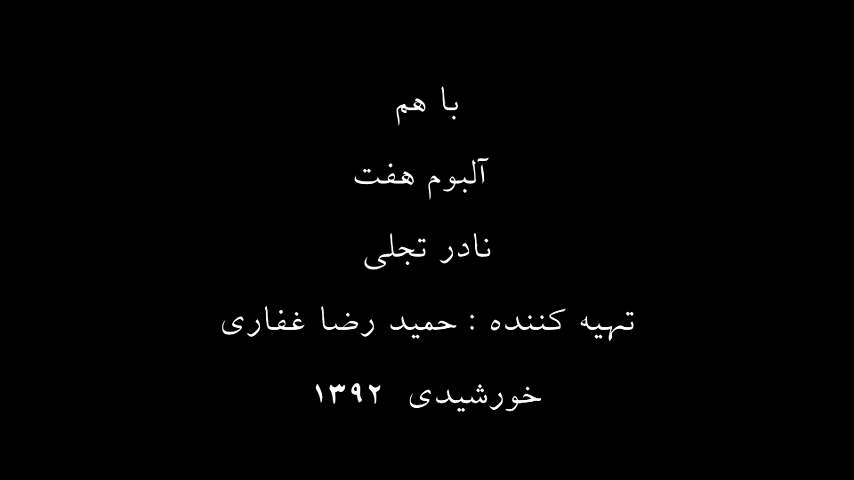 با هم
آلبوم هفت
نادر تجلی
تهیه کننده : حمید رضا غفاری
خورشیدی ۱۳۹۲